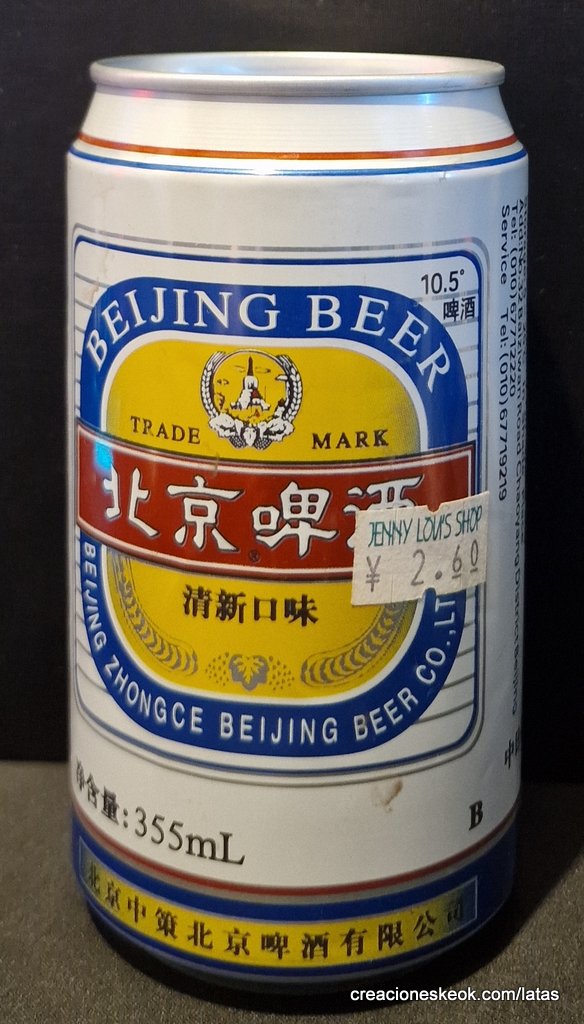 BEIJING BEER
10.5°
啤酒
TRADE MARK
北京啤酒
®
JENNY LOU'S SHOP
¥ 2.60
清新口味
BEIJING ZHONGCE BEIJING BEER CO.,LT
净含量:355mL
B
北京中策北京啤酒有限公司
Tel: (010)67712220
Service Tel: (010) 67719219
creacioneskeok.com/latas